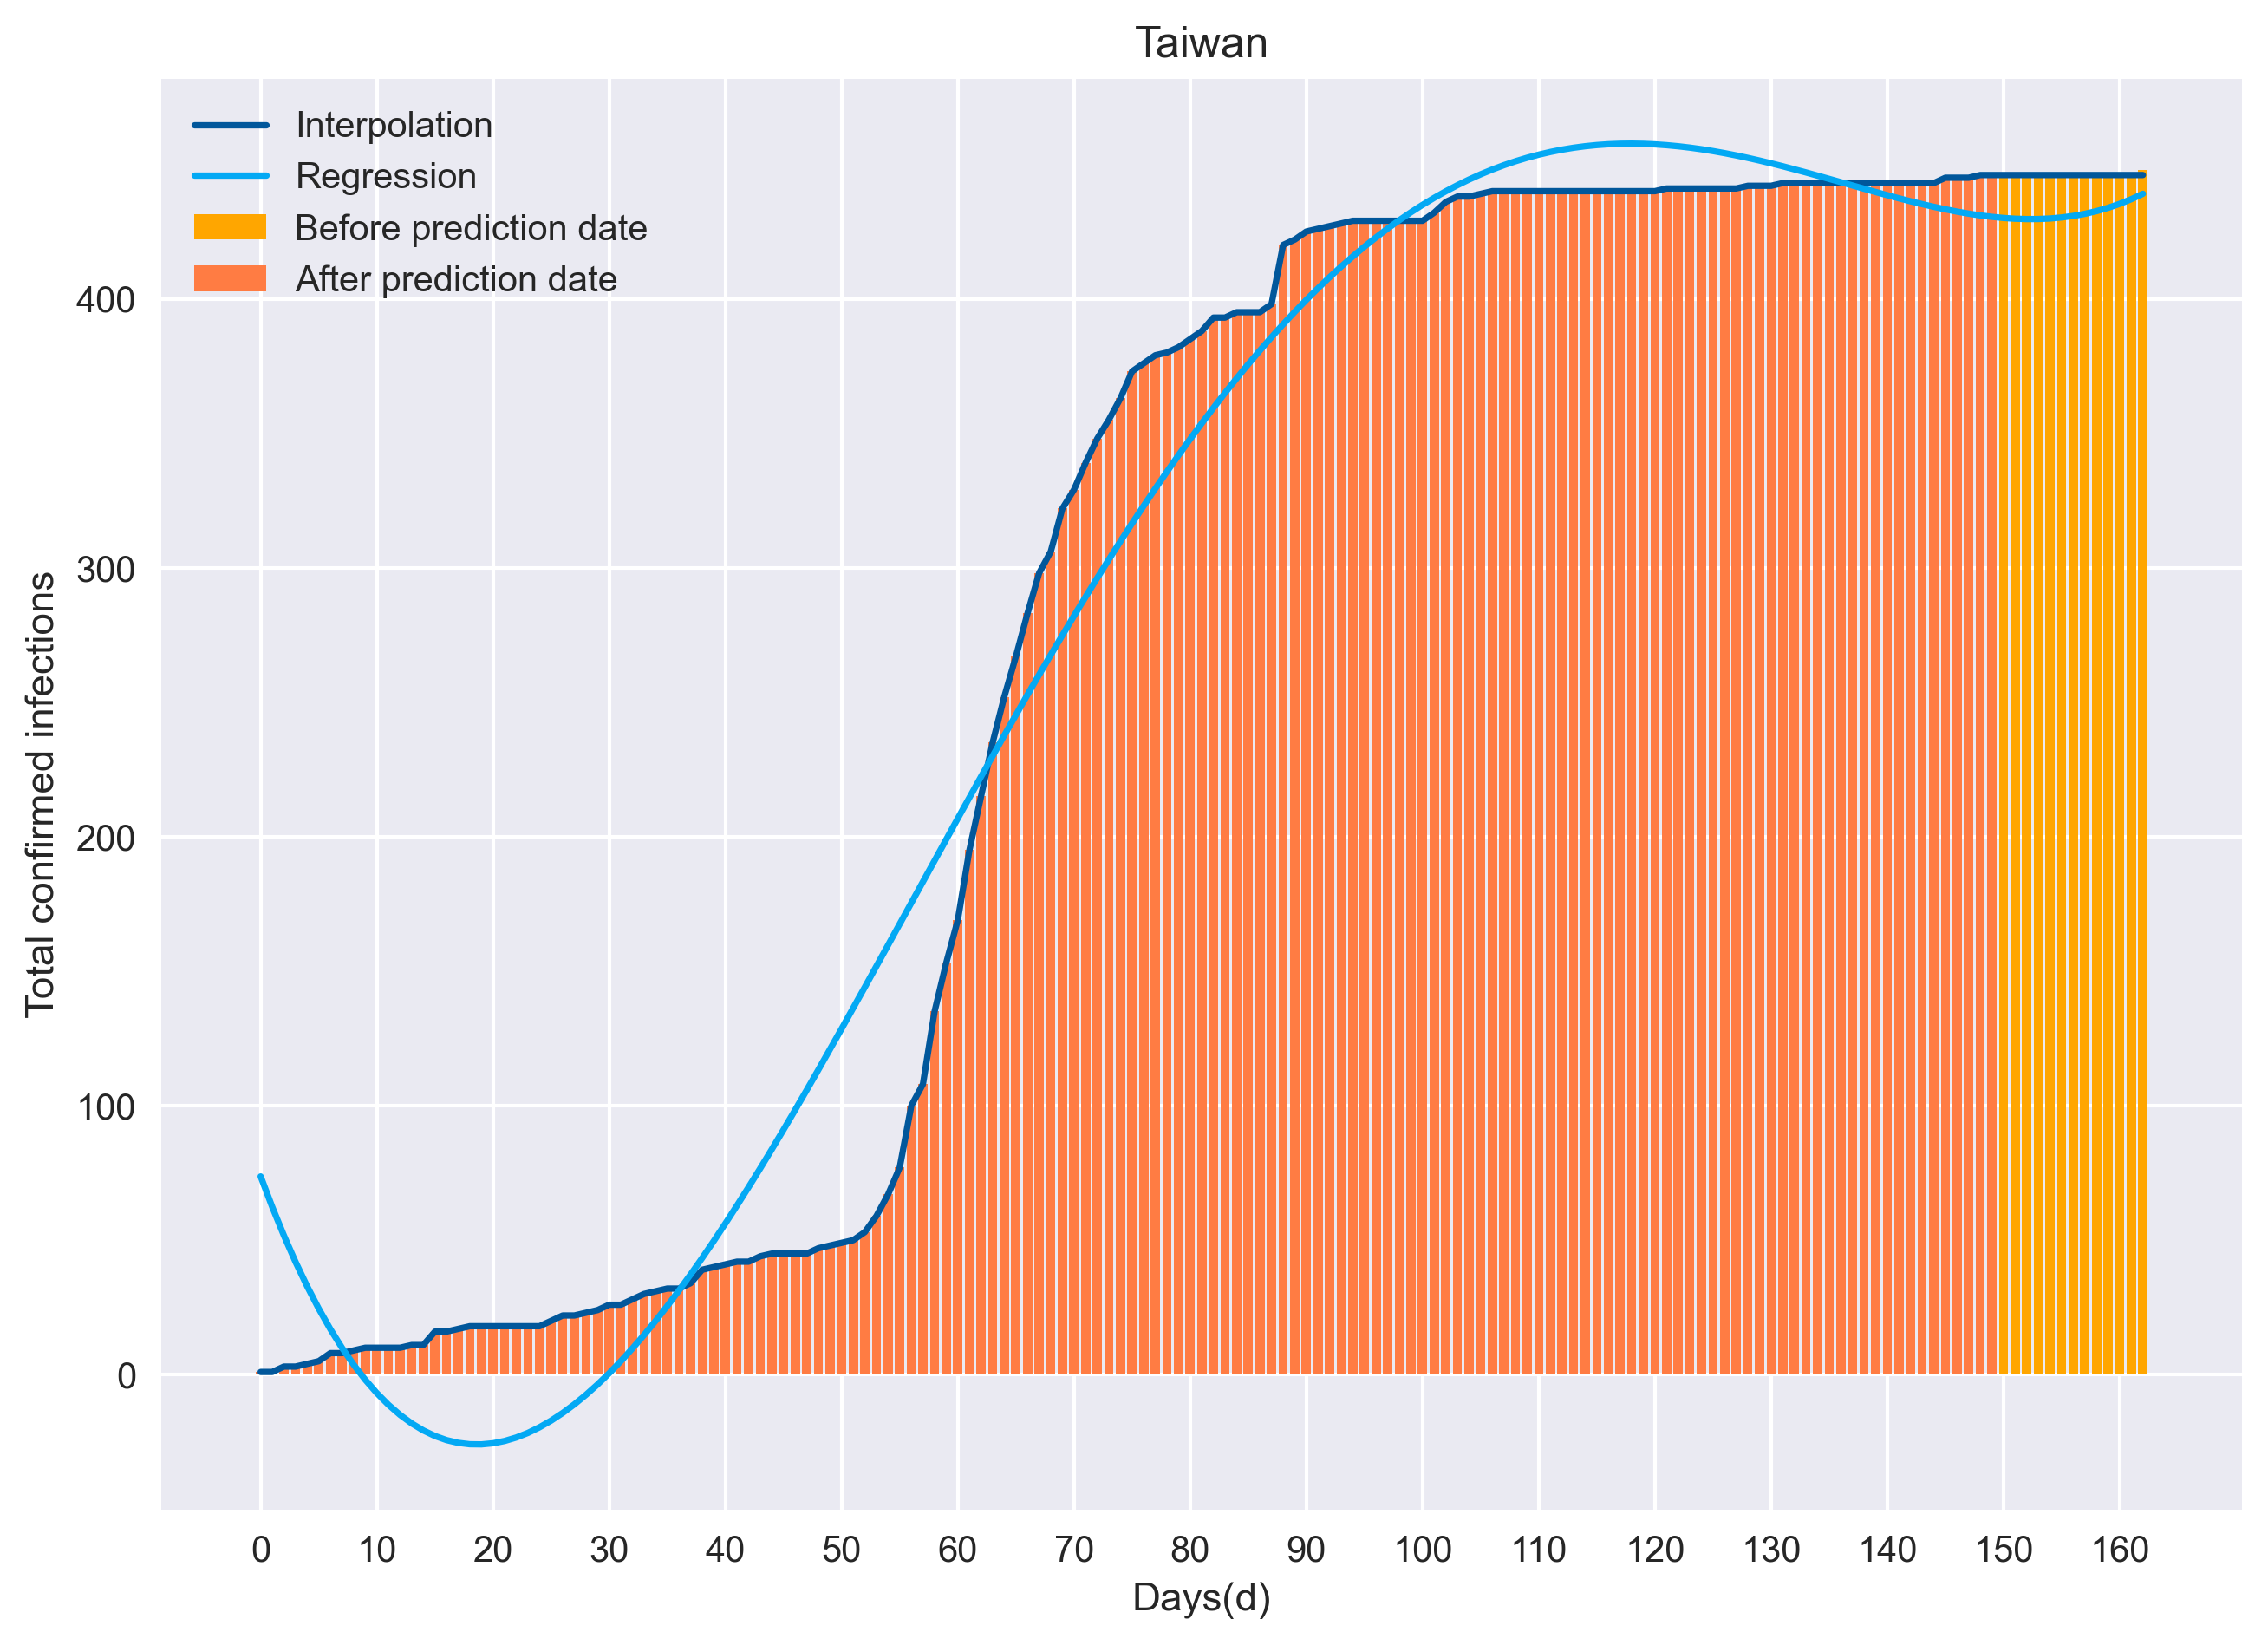 Taiwan
Interpolation
Regression
Before prediction date
After prediction date
400
300
200
100
0
Total confirmed infections
0 10 20 30 40 50 60 70 80 90 100 110 120 130 140 150 160
Days(d)